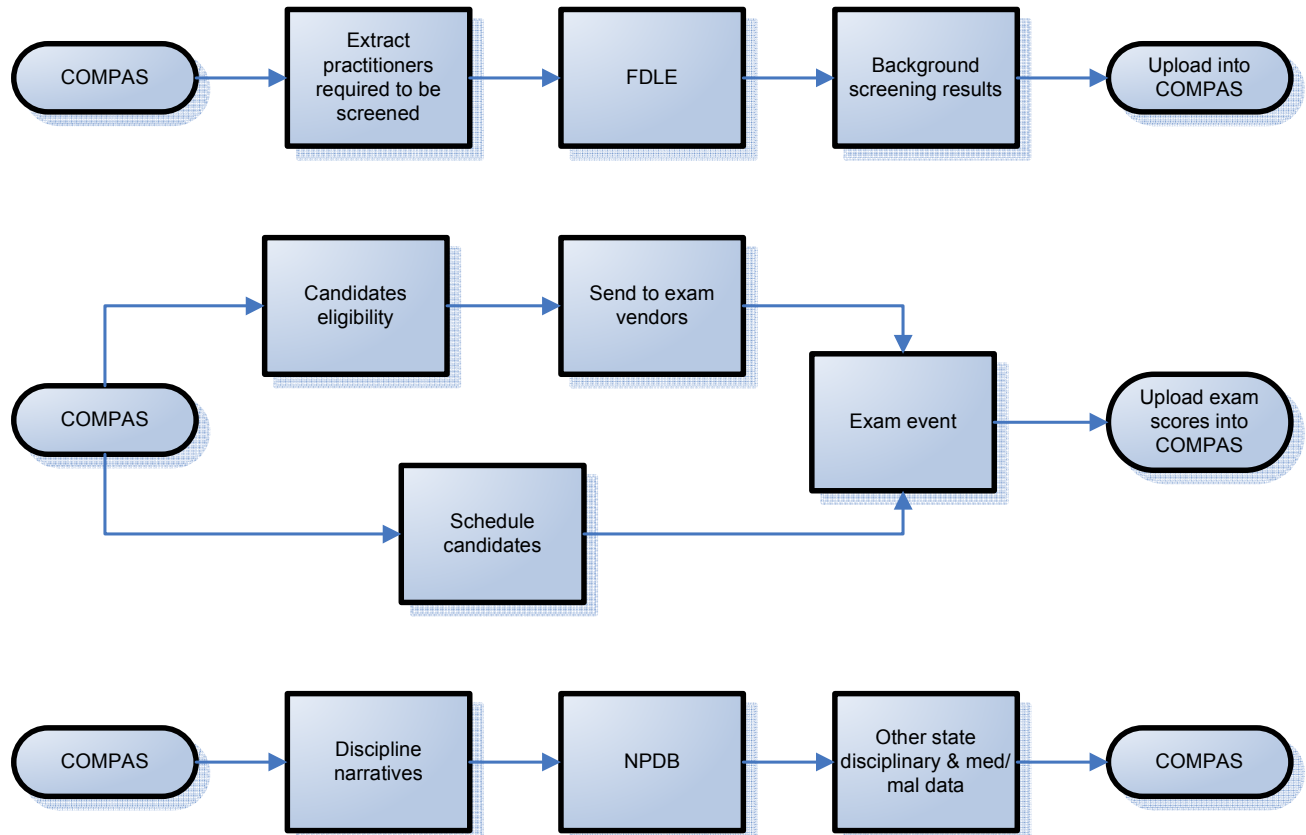 COMPAS
Extract
practitioners
required to be
screened
FDLE
Background
screening results
Upload into
COMPAS
Candidates
eligibility
Send to exam
vendors
COMPAS
Exam event
Upload exam
scores into
COMPAS
Schedule
candidates
COMPAS
Discipline
narratives
NPDB
Other state
disciplinary & med/
mal data
COMPAS